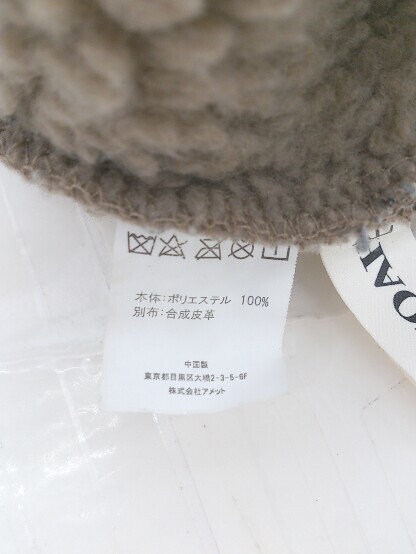 本体:ポリエステル 100%
別布:合成皮革
中国製
東京都目黒区大橋2-3-5-6F
株式会社アメット